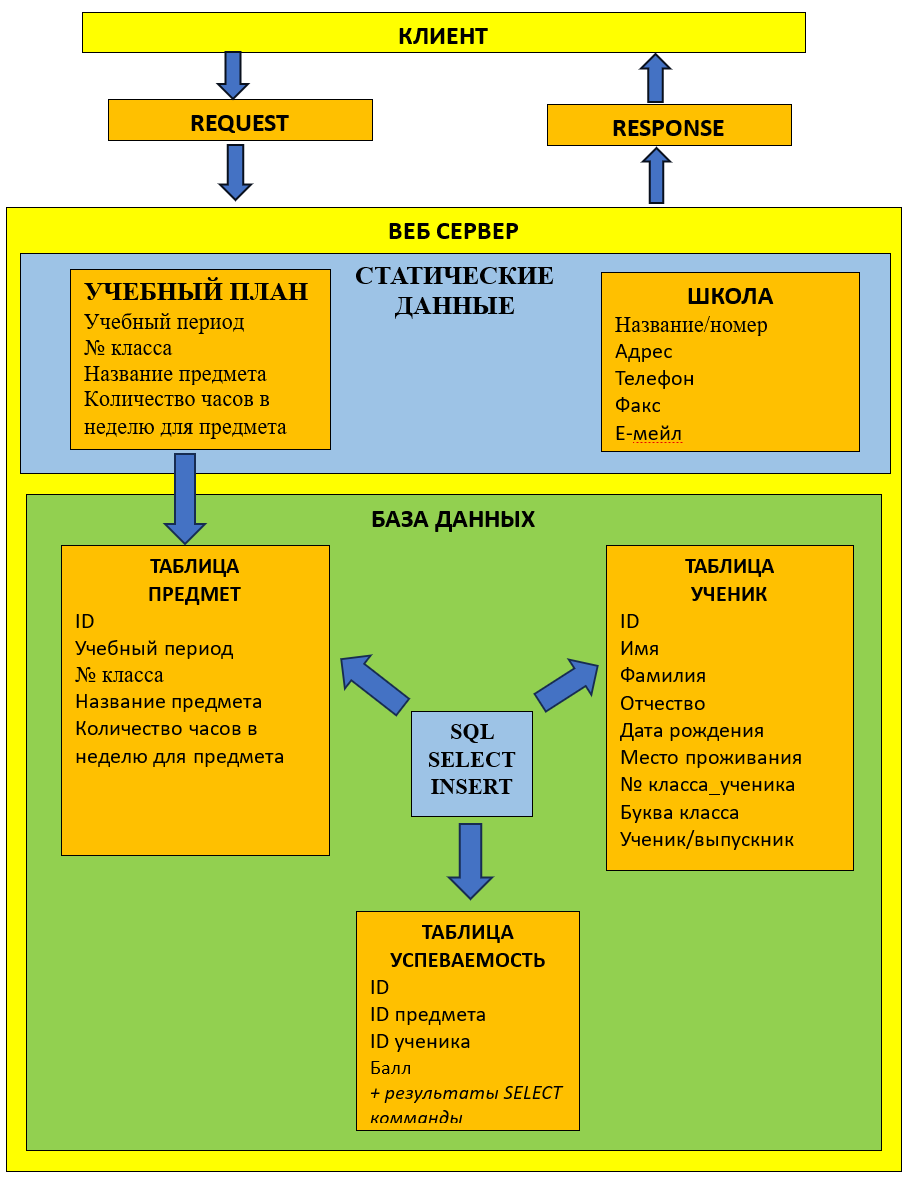 КЛИЕНТ
REQUEST
RESPONSE
ВЕБ СЕРВЕР
СТАТИЧЕСКИЕ
ДАННЫЕ
УЧЕБНЫЙ ПЛАН
Учебный период
№ класса
Название предмета
Количество часов в
неделю для предмета
ШКОЛА
Название/номер
Адрес
Телефон
Факс
Е-мейл
БАЗА ДАННЫХ
ТАБЛИЦА
ПРЕДМЕТ
ID
Учебный период
№ класса
Название предмета
Количество часов в
неделю для предмета
ТАБЛИЦА
УЧЕНИК
ID
Имя
Фамилия
Отчество
Дата рождения
Место проживания
№ класса_ученика
Буква класса
Ученик/выпускник
SQL
SELECT
INSERT
ТАБЛИЦА
УСПЕВАЕМОСТЬ
ID
ID предмета
ID ученика
Балл
+ результаты SELECT
комманды